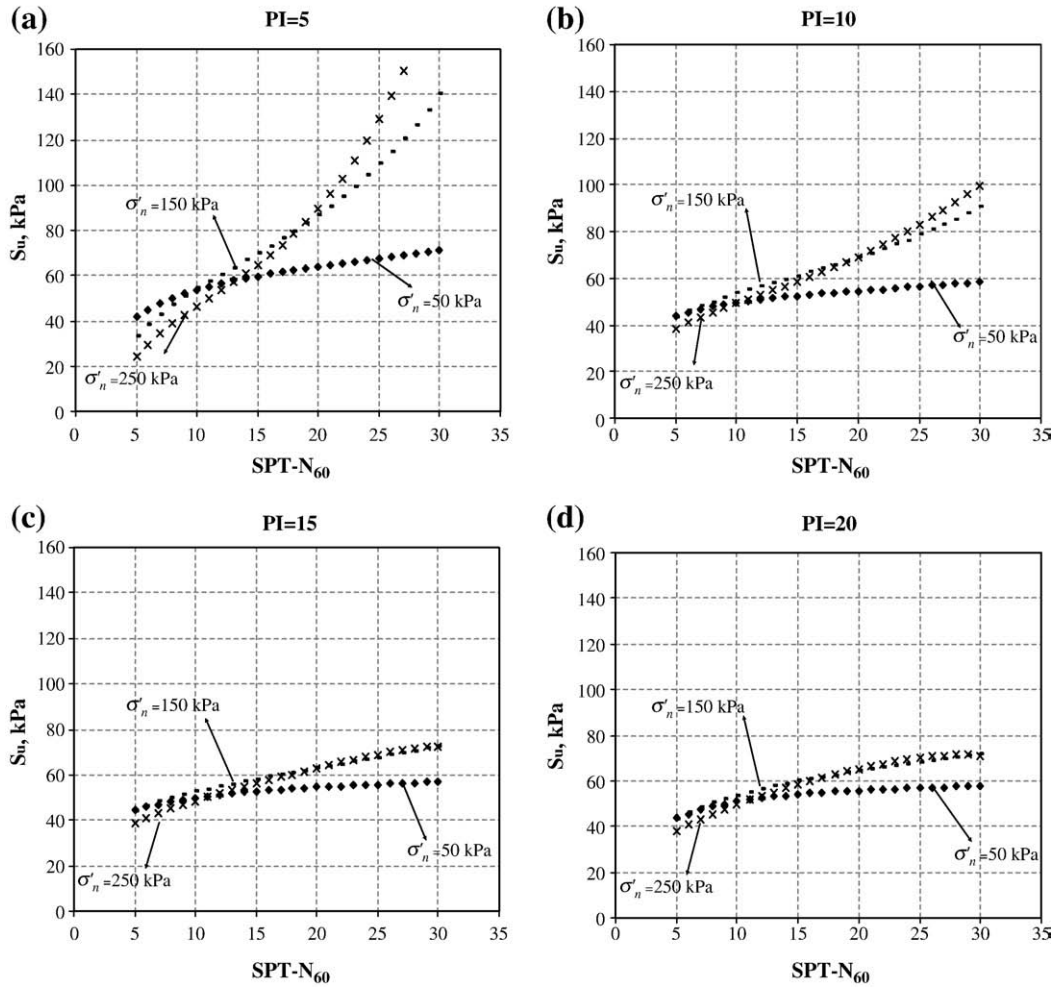 (a)
PI=5
160
140
120
100
80
60
40
20
0
Su, kPa
σ'n =150 kPa
σ'n =50 kPa
σ'n =250 kPa
0 5 10 15 20 25 30 35
SPT-N60
(b)
PI=10
160
140
120
100
80
60
40
20
0
Su, kPa
σ'n =150 kPa
σ'n =50 kPa
σ'n =250 kPa
0 5 10 15 20 25 30 35
SPT-N60
(c)
PI=15
160
140
120
100
80
60
40
20
0
Su, kPa
σ'n =150 kPa
σ'n =50 kPa
σ'n =250 kPa
0 5 10 15 20 25 30 35
SPT-N60
(d)
PI=20
160
140
120
100
80
60
40
20
0
Su, kPa
σ'n =150 kPa
σ'n =50 kPa
σ'n =250 kPa
0 5 10 15 20 25 30 35
SPT-N60